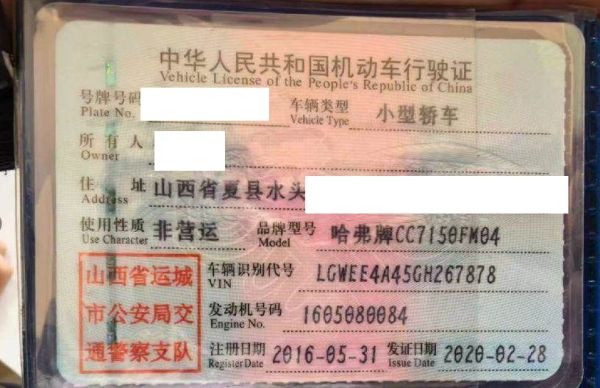 中华人民共和国机动车行驶证
Vehicle License of the People's Republic of China
号牌号码 车辆类型 小型轿车
Plate No. Vehicle Type
所有人
Owner
住址 山西省夏县水头
Address
使用性质 非营运 品牌型号 哈弗牌CC7150FM04
Use Character Model
山西省运城
市公安局交
通警察支队
车辆识别代号 LGWEE4A45GH267878
VIN
发动机号码 1605080084
Engine No.
注册日期 2016-05-31 发证日期 2020-02-28
Register Date Issue Date